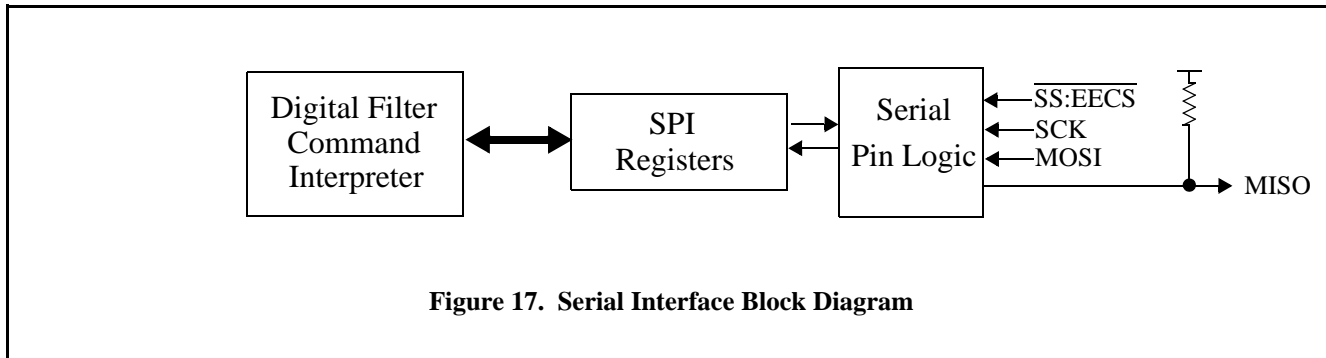 Digital Filter
Command
Interpreter
SPI
Registers
Serial
Pin Logic
SS:EECS
SCK
MOSI
MISO
Figure 17. Serial Interface Block Diagram